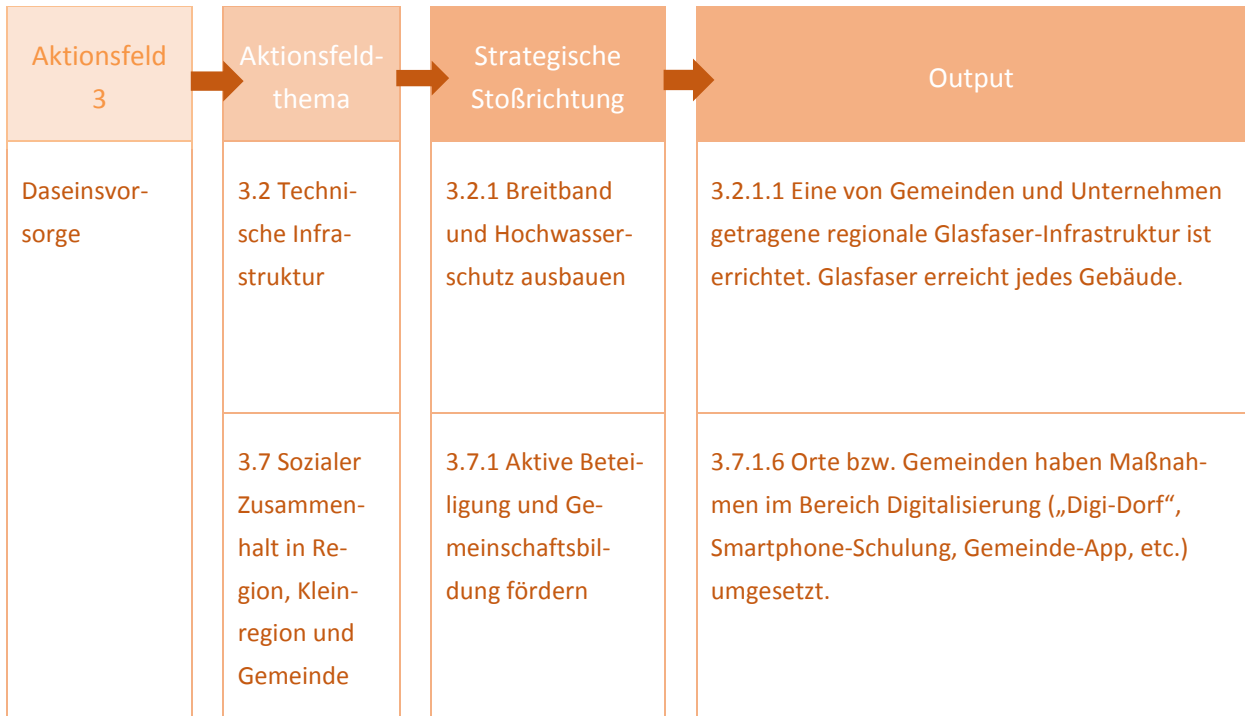 Aktionsfeld
3
Aktionsfeld-
thema
Strategische
Stoßrichtung
Output
Daseinsvor-
sorge
3.2 Techni-
sche Infra-
struktur
3.2.1 Breitband
und Hochwasser-
schutz ausbauen
3.2.1.1 Eine von Gemeinden und Unternehmen
getragene regionale Glasfaser-Infrastruktur ist
errichtet. Glasfaser erreicht jedes Gebäude.
3.7 Sozialer
Zusammen-
halt in Re-
gion, Klein-
region und
Gemeinde
3.7.1 Aktive Betei-
ligung und Ge-
meinschaftsbil-
dung fördern
3.7.1.6 Orte bzw. Gemeinden haben Maßnah-
men im Bereich Digitalisierung („Digi-Dorf“,
Smartphone-Schulung, Gemeinde-App, etc.)
umgesetzt.